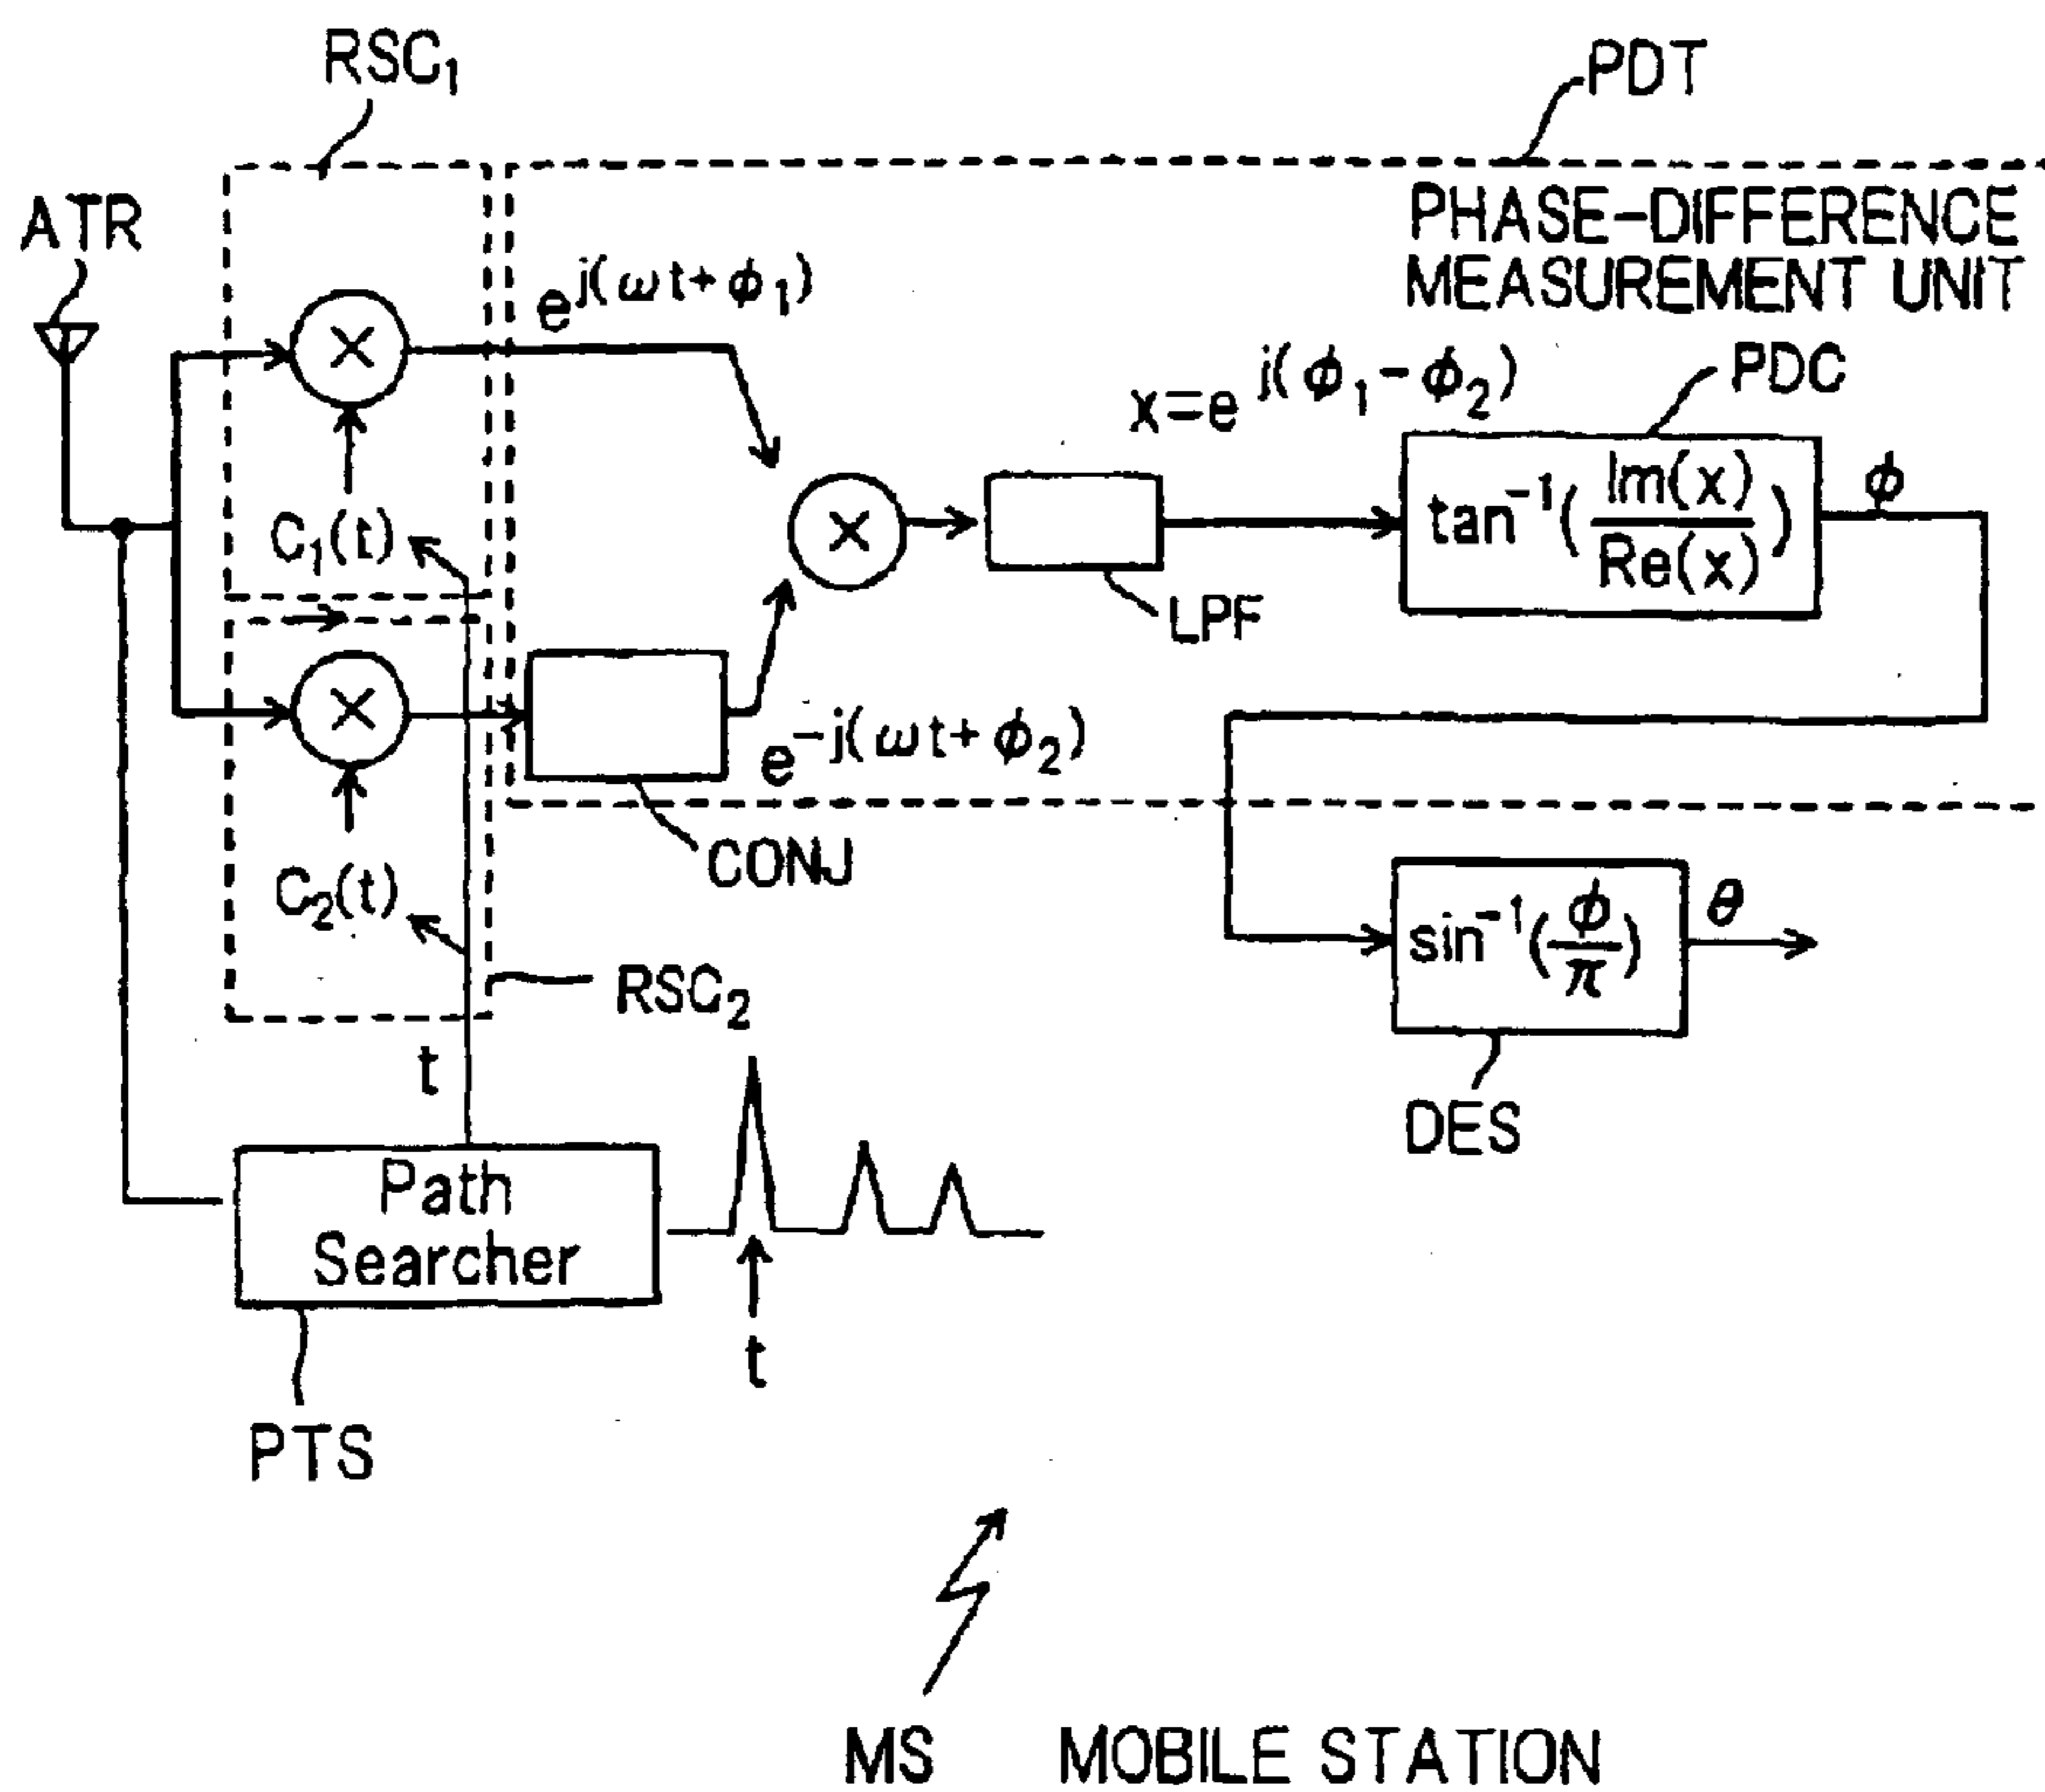 RSC₁
PDT
ATR
PHASE-DIFFERENCE
MEASUREMENT UNIT
e^j(ωt+ϕ₁)
x=e^j(ϕ₁-ϕ₂)
PDC
×
tan⁻¹(Im(x)/Re(x))
ϕ
C₁(t)
×
LPF
×
e^-j(ωt+ϕ₂)
CONJ
C₂(t)
sin⁻¹(ϕ/π)
θ
RSC₂
t
DES
Path
Searcher
t
PTS
MS MOBILE STATION